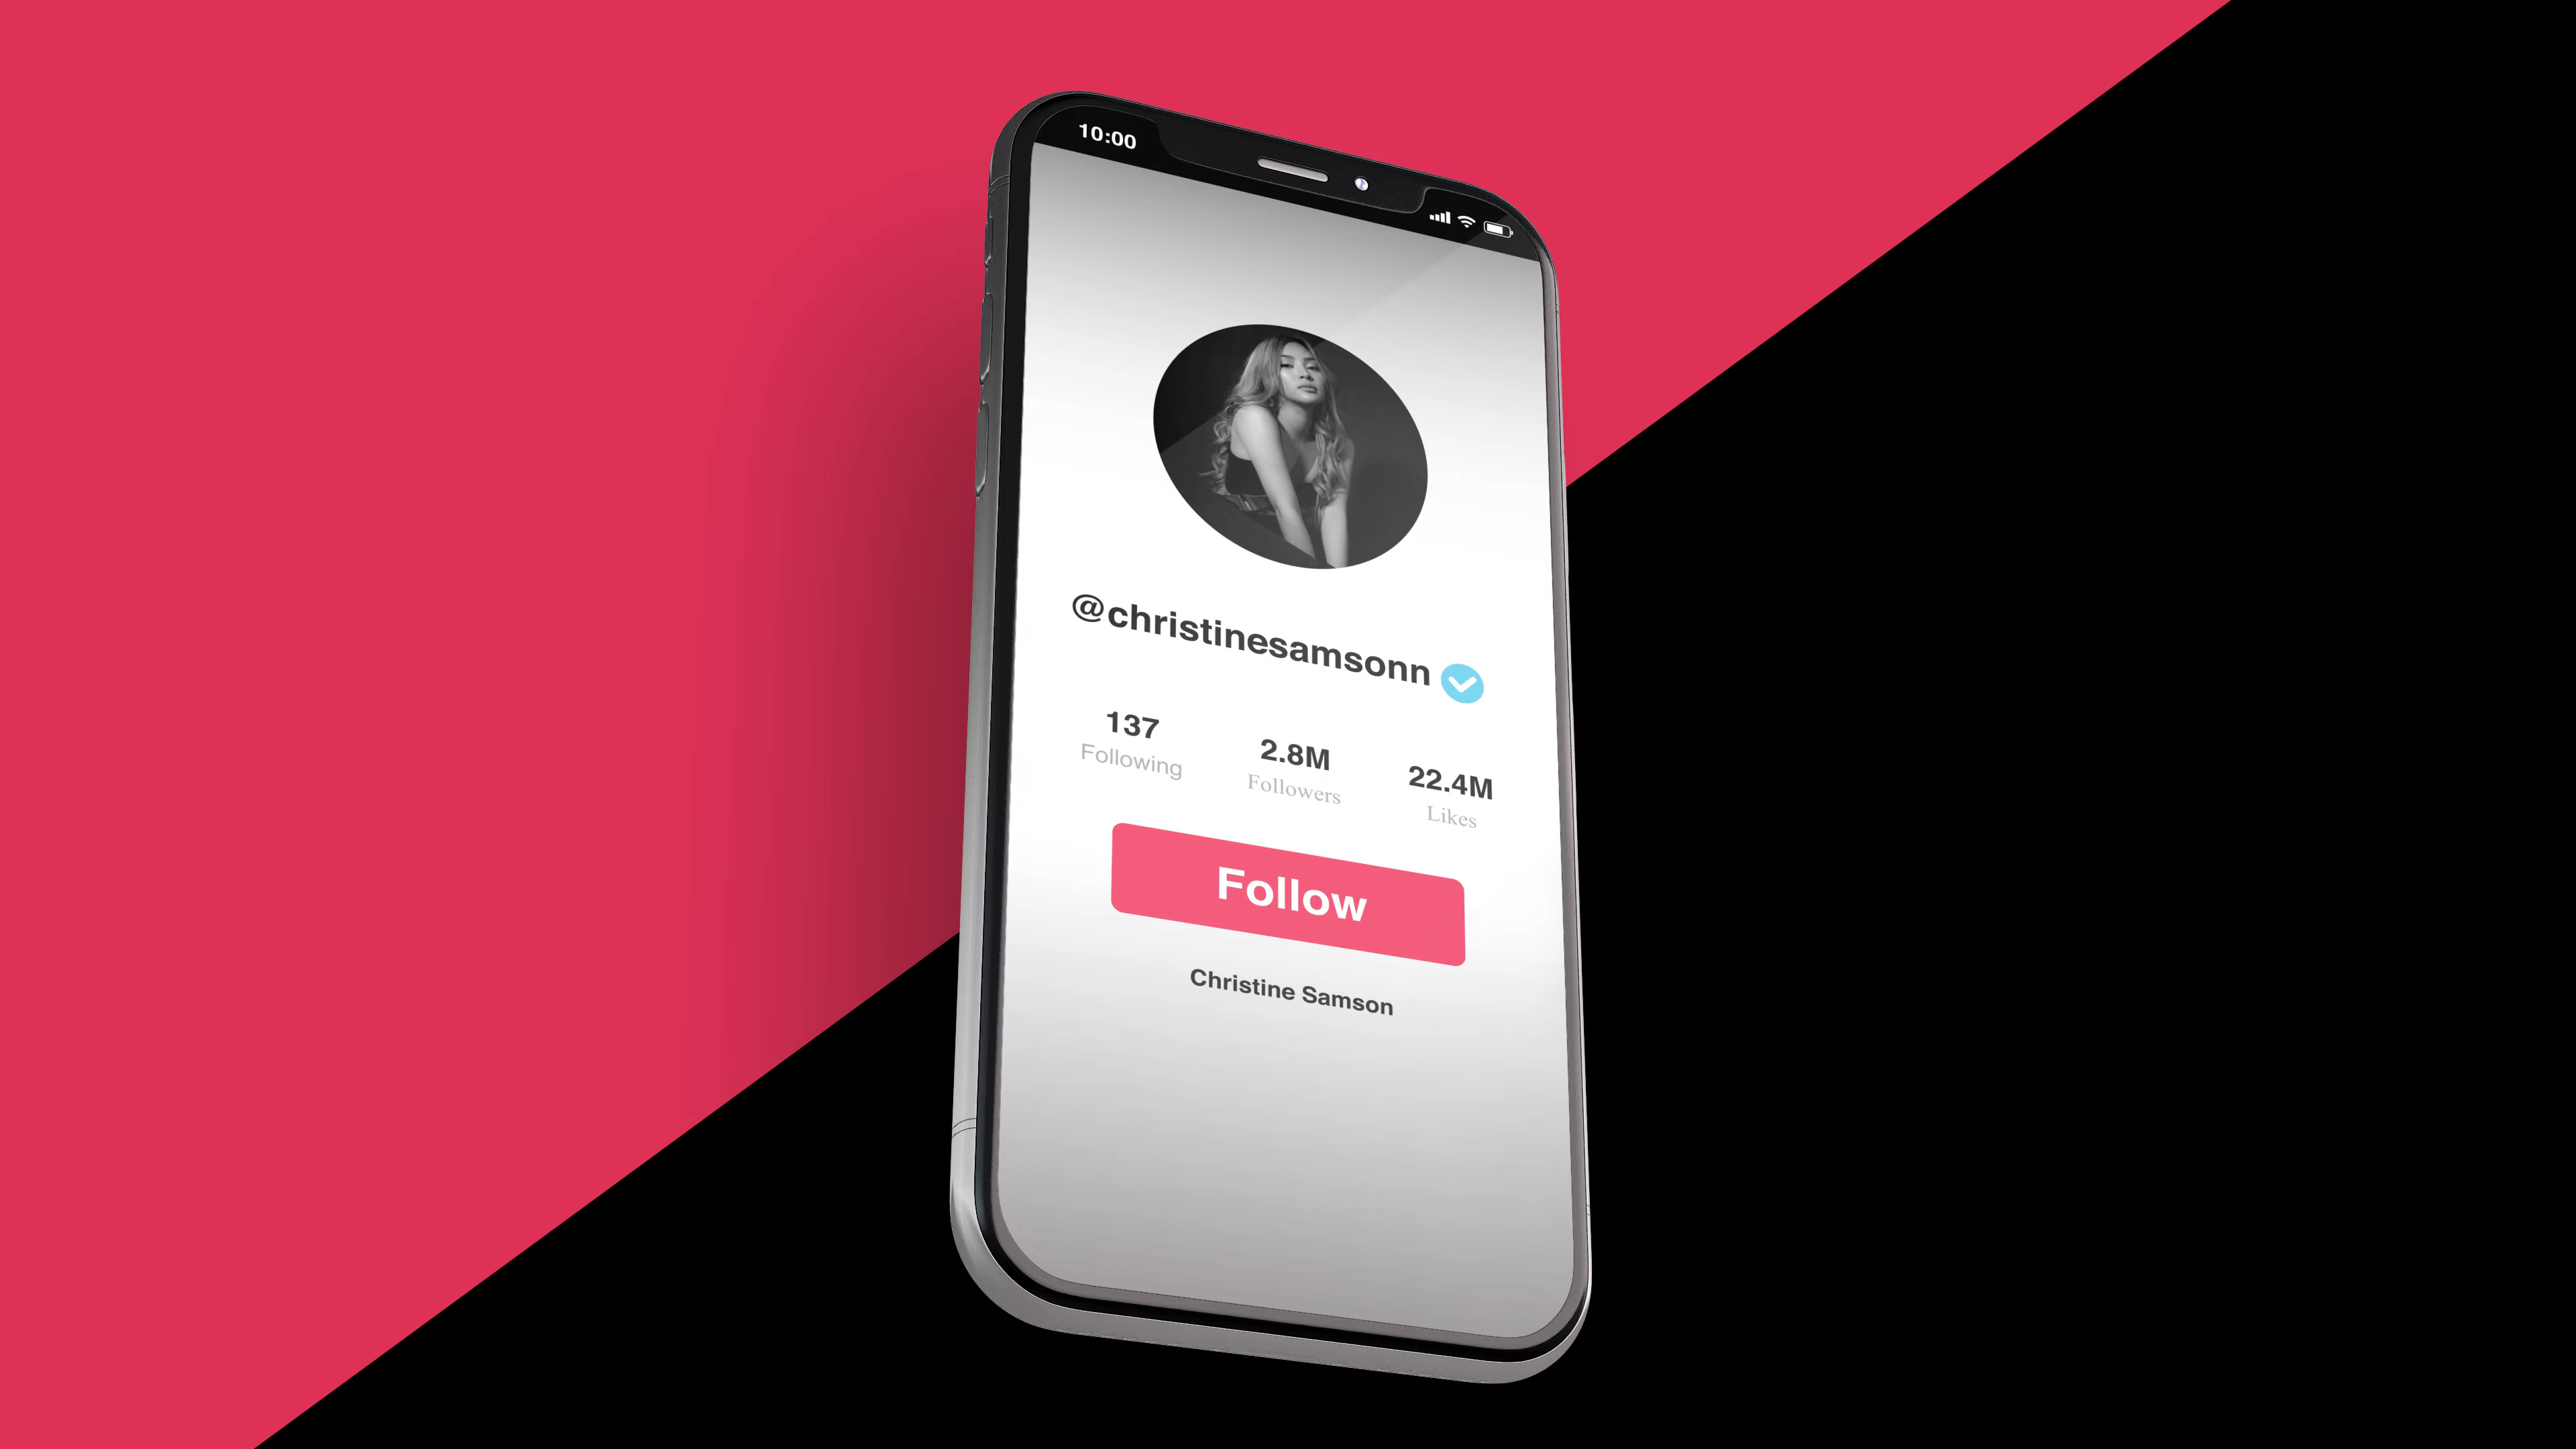 10:00
@christinesamsonn
137
Following
2.8M
Followers
22.4M
Likes
Follow
Christine Samson